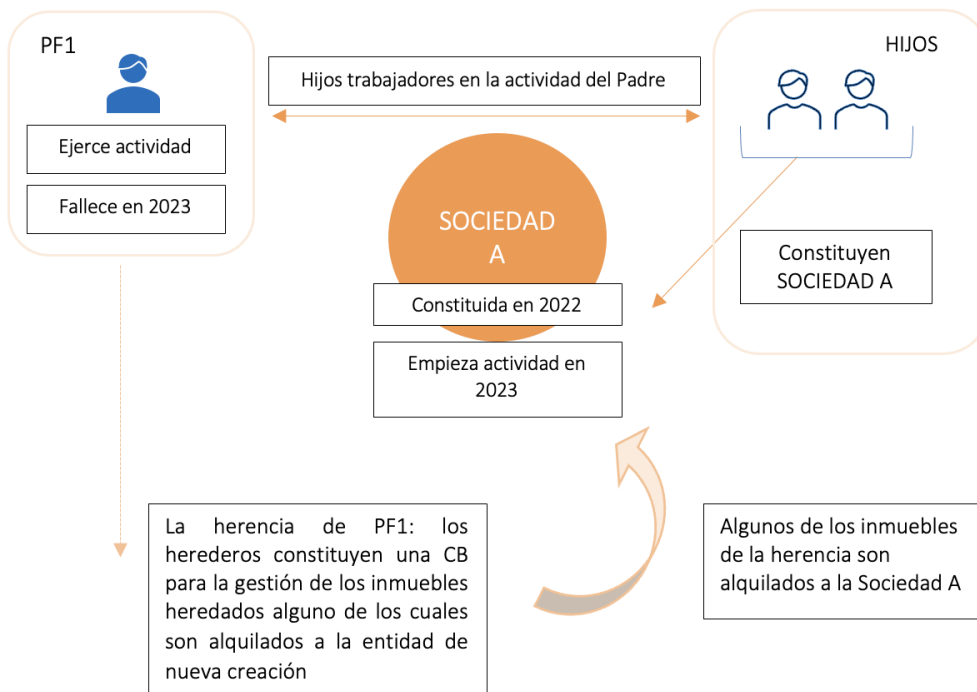 PF1
Ejerce actividad
Fallece en 2023
Hijos trabajadores en la actividad del Padre
HIJOS
SOCIEDAD
A
Constituida en 2022
Empieza actividad en
2023
Constituyen
SOCIEDAD A
La herencia de PF1: los
herederos constituyen una CB
para la gestión de los inmuebles
heredados alguno de los cuales
son alquilados a la entidad de
nueva creación
Algunos de los inmuebles
de la herencia son
alquilados a la Sociedad A